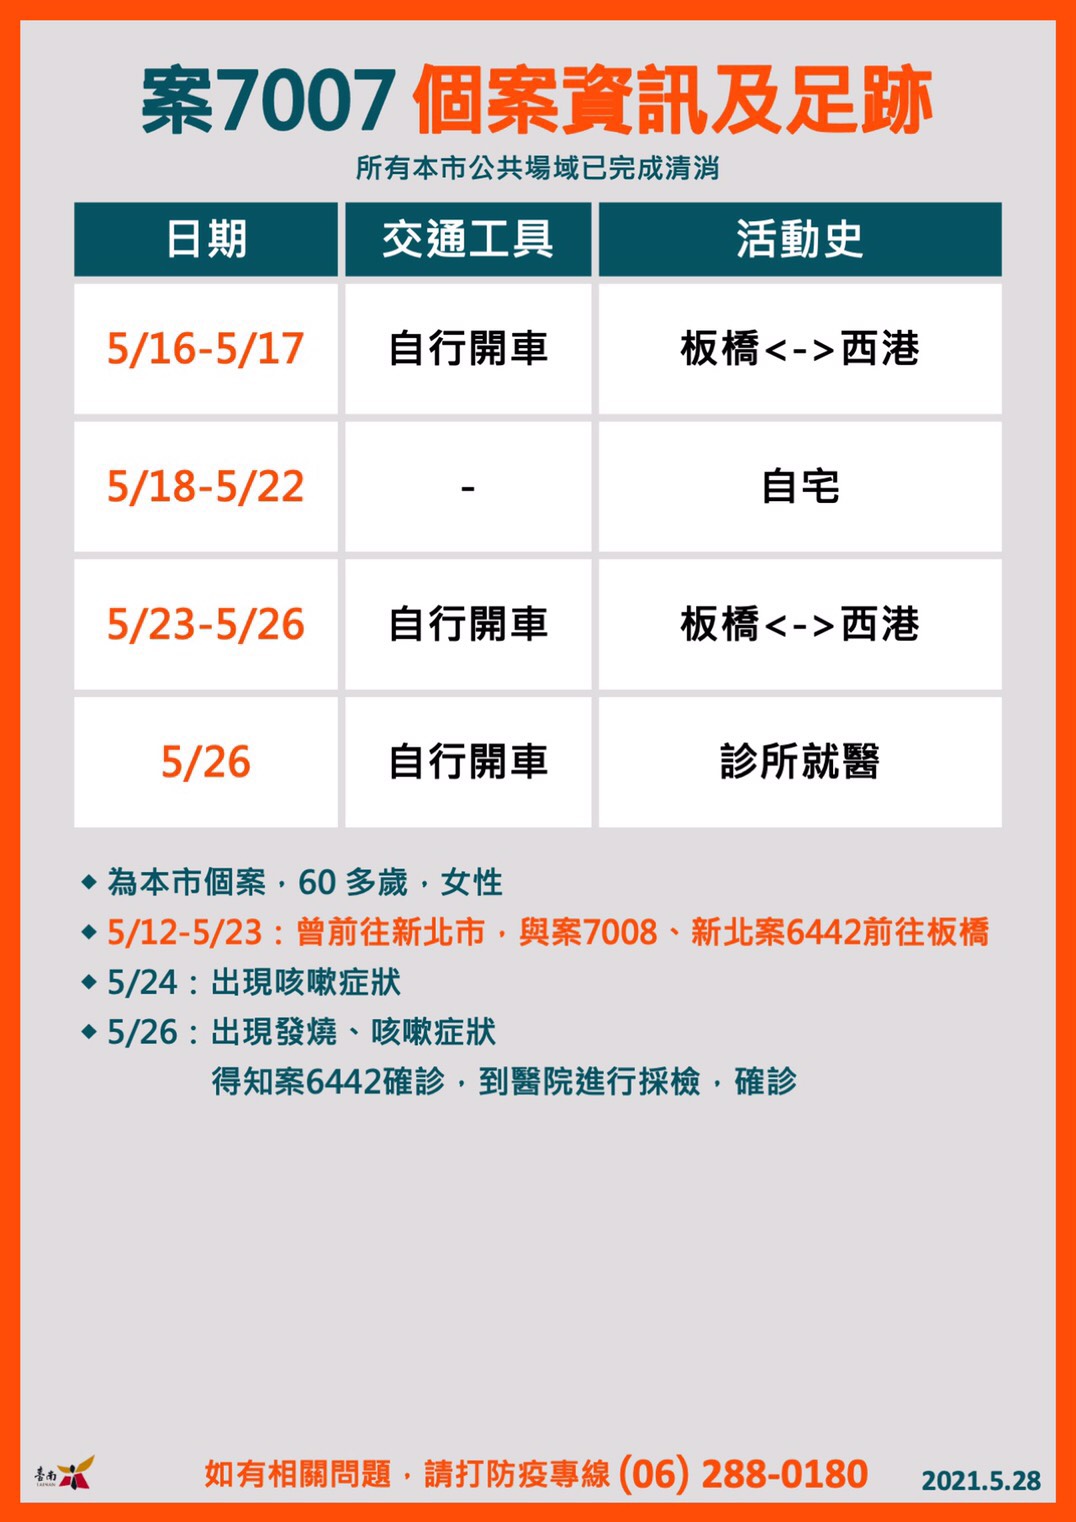 案7007 個案資訊及足跡
所有本市公共場域已完成清消
日期 交通工具 活動史
5/16-5/17 自行開車 板橋<->西港
5/18-5/22 - 自宅
5/23-5/26 自行開車 板橋<->西港
5/26 自行開車 診所就醫
◆ 為本市個案，60 多歲，女性
◆ 5/12-5/23：曾前往新北市，與案7008、新北案6442前往板橋
◆ 5/24：出現咳嗽症狀
◆ 5/26：出現發燒、咳嗽症狀
得知案6442確診，到醫院進行採檢，確診
臺南
TAINAN
如有相關問題，請打防疫專線 (06) 288-0180
2021.5.28